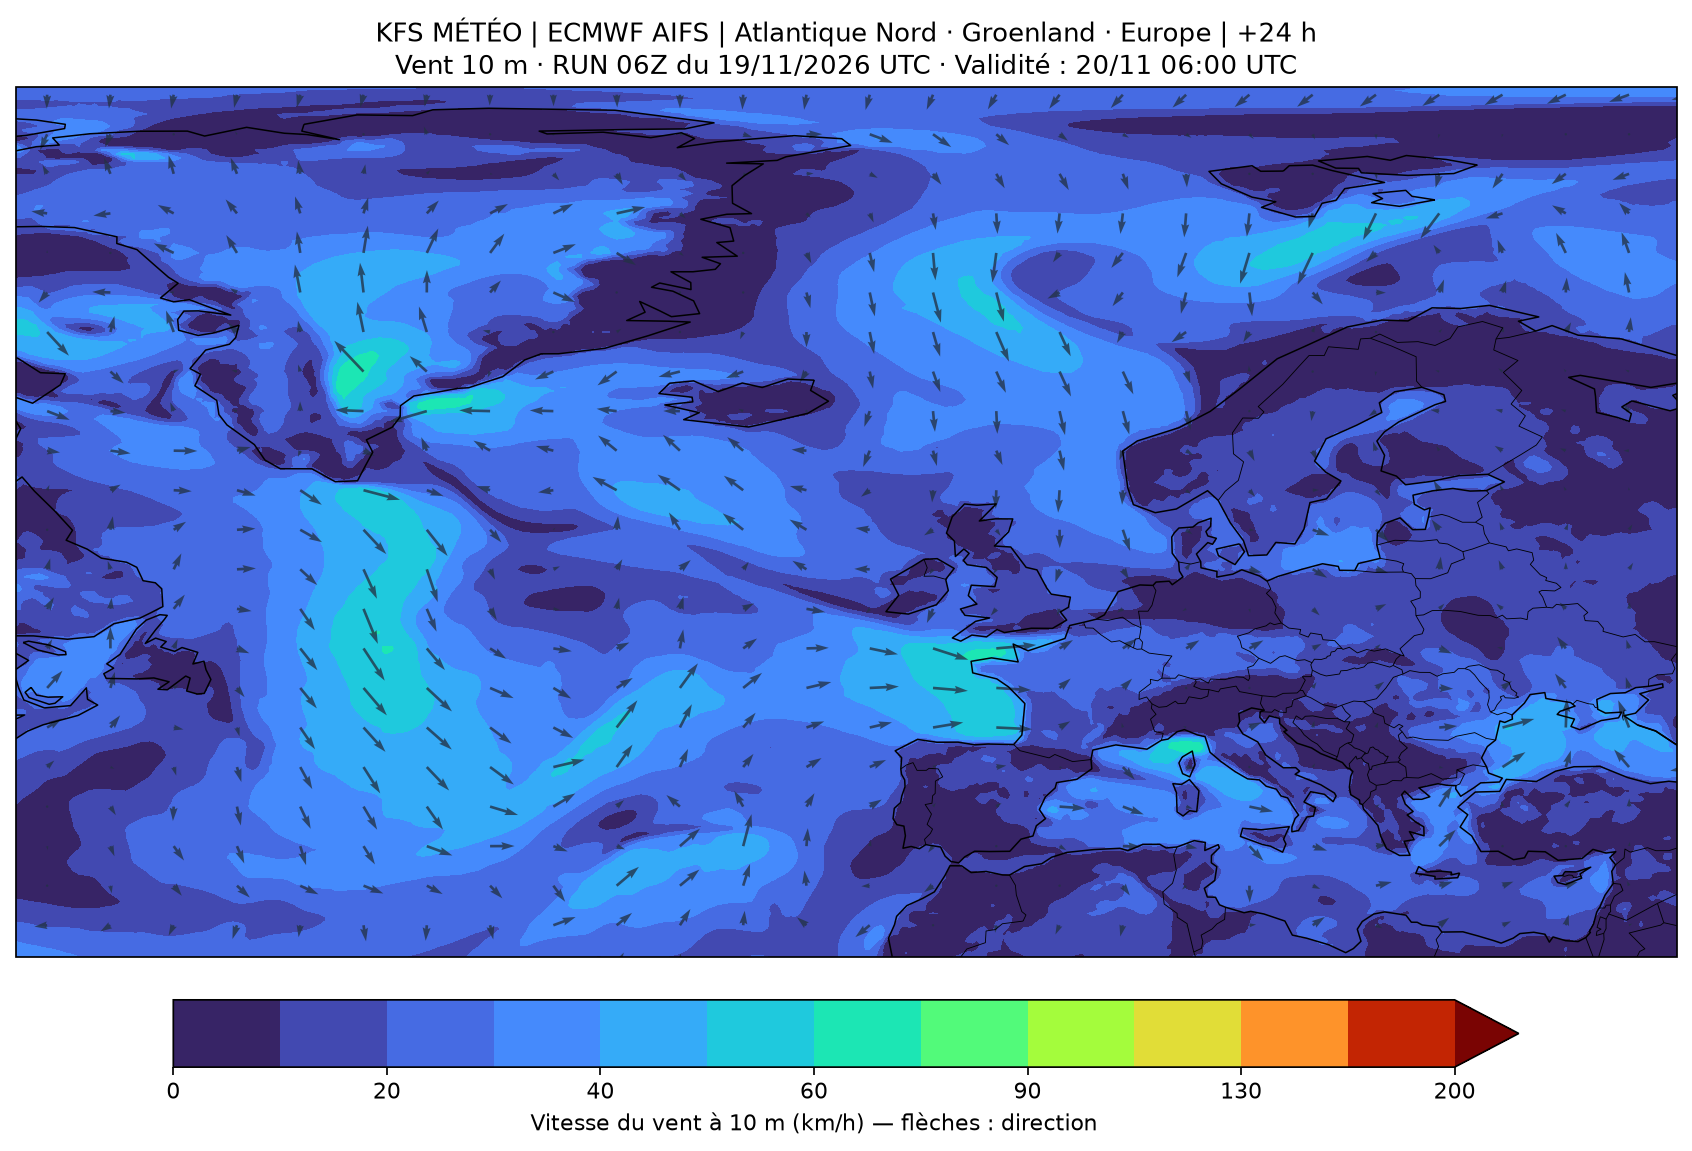 KFS MÉTÉO | ECMWF AIFS | Atlantique Nord · Groenland · Europe | +24 h
Vent 10 m · RUN 06Z du 19/11/2026 UTC · Validité : 20/11 06:00 UTC
0 20 40 60 90 130 200
Vitesse du vent à 10 m (km/h) — flèches : direction